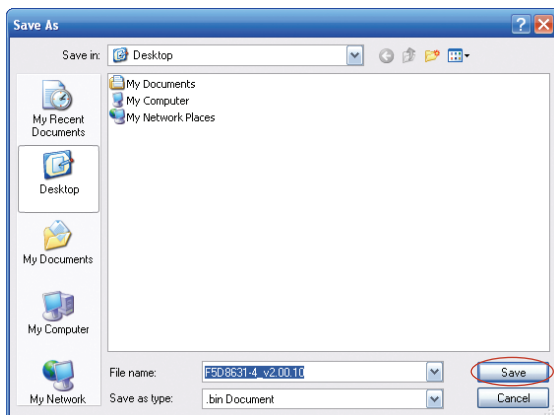 Save As
Save in:
Desktop
My Recent
Documents
Desktop
My Documents
My Computer
My Network
My Documents
My Computer
My Network Places
File name:
F5D8631-4_v2.00.10
Save
Save as type:
.bin Document
Cancel